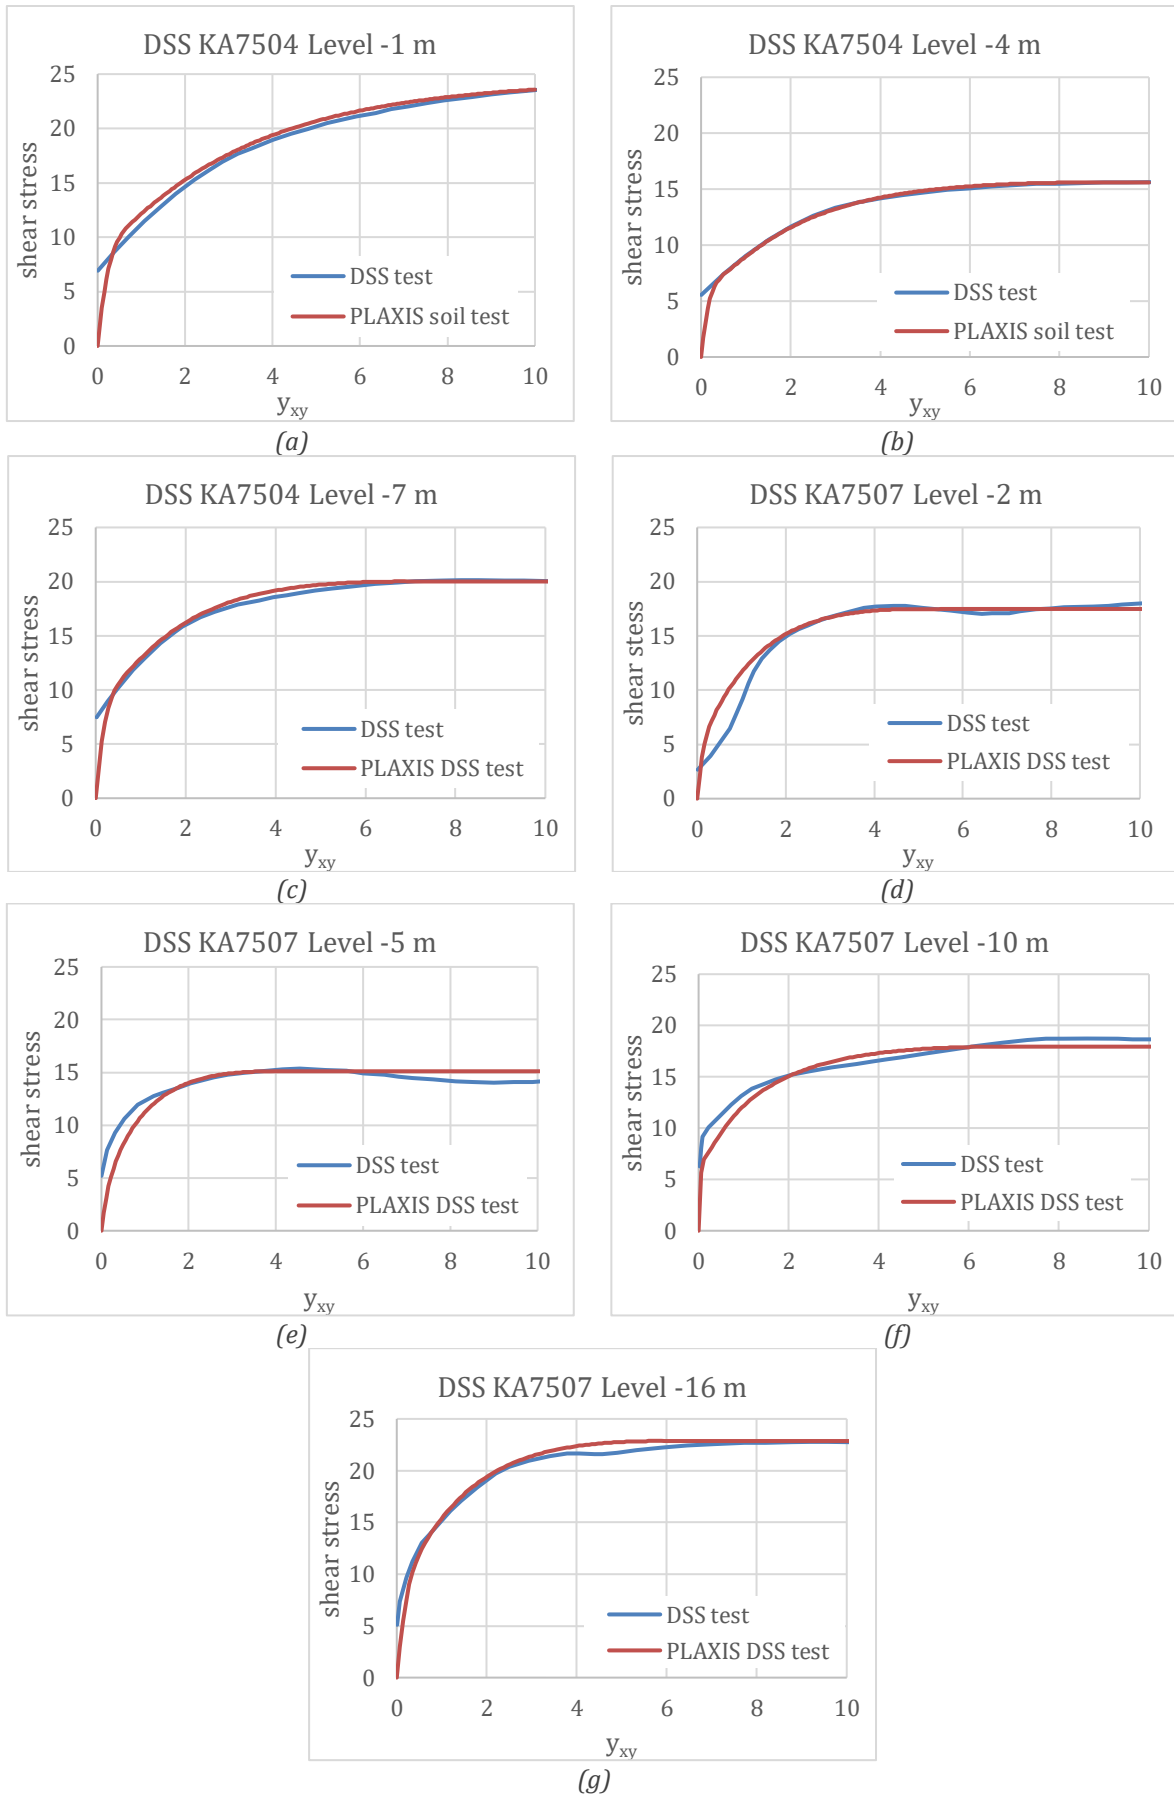 DSS KA7504 Level -1 m
25
20
15
10
5
0
shear stress
DSS test
PLAXIS soil test
0 2 4 6 8 10
yxy
(a)
DSS KA7504 Level -4 m
25
20
15
10
5
0
shear stress
DSS test
PLAXIS soil test
0 2 4 6 8 10
yxy
(b)
DSS KA7504 Level -7 m
25
20
15
10
5
0
shear stress
DSS test
PLAXIS DSS test
0 2 4 6 8 10
yxy
(c)
DSS KA7507 Level -2 m
25
20
15
10
5
0
shear stess
DSS test
PLAXIS DSS test
0 2 4 6 8 10
yxy
(d)
DSS KA7507 Level -5 m
25
20
15
10
5
0
shear stress
DSS test
PLAXIS DSS test
0 2 4 6 8 10
yxy
(e)
DSS KA7507 Level -10 m
25
20
15
10
5
0
shear stress
DSS test
PLAXIS DSS test
0 2 4 6 8 10
yxy
(f)
DSS KA7507 Level -16 m
25
20
15
10
5
0
shear stress
DSS test
PLAXIS DSS test
0 2 4 6 8 10
yxy
(g)